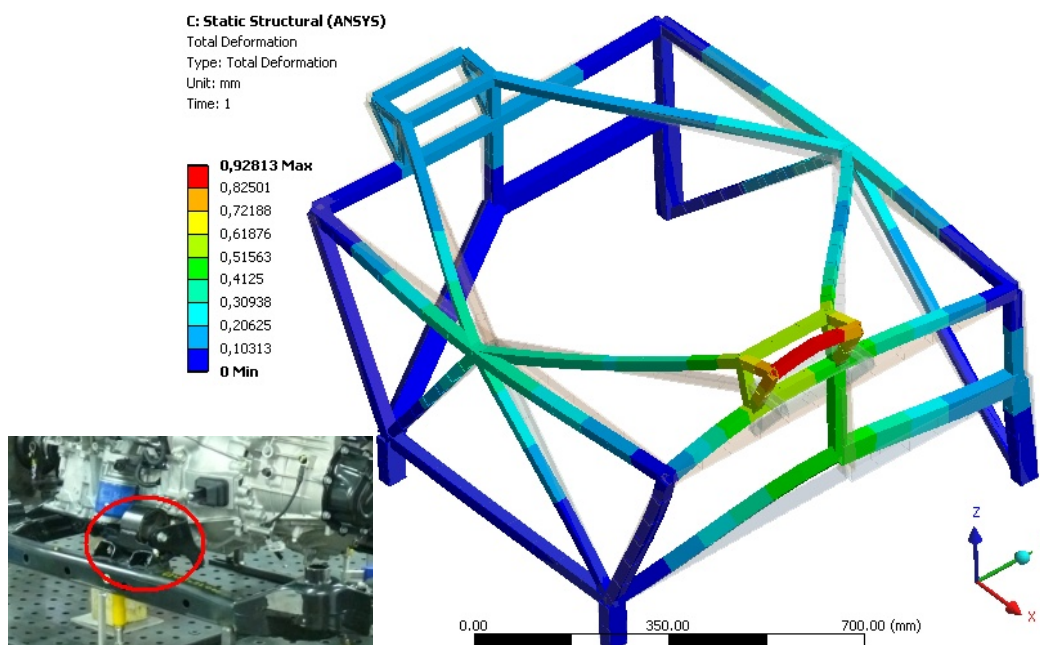 C: Static Structural (ANSYS)
Total Deformation
Type: Total Deformation
Unit: mm
Time: 1
0,92813 Max
0,82501
0,72188
0,61876
0,51563
0,4125
0,30938
0,20625
0,10313
0 Min
Z
X
0.00
350.00
700.00 (mm)